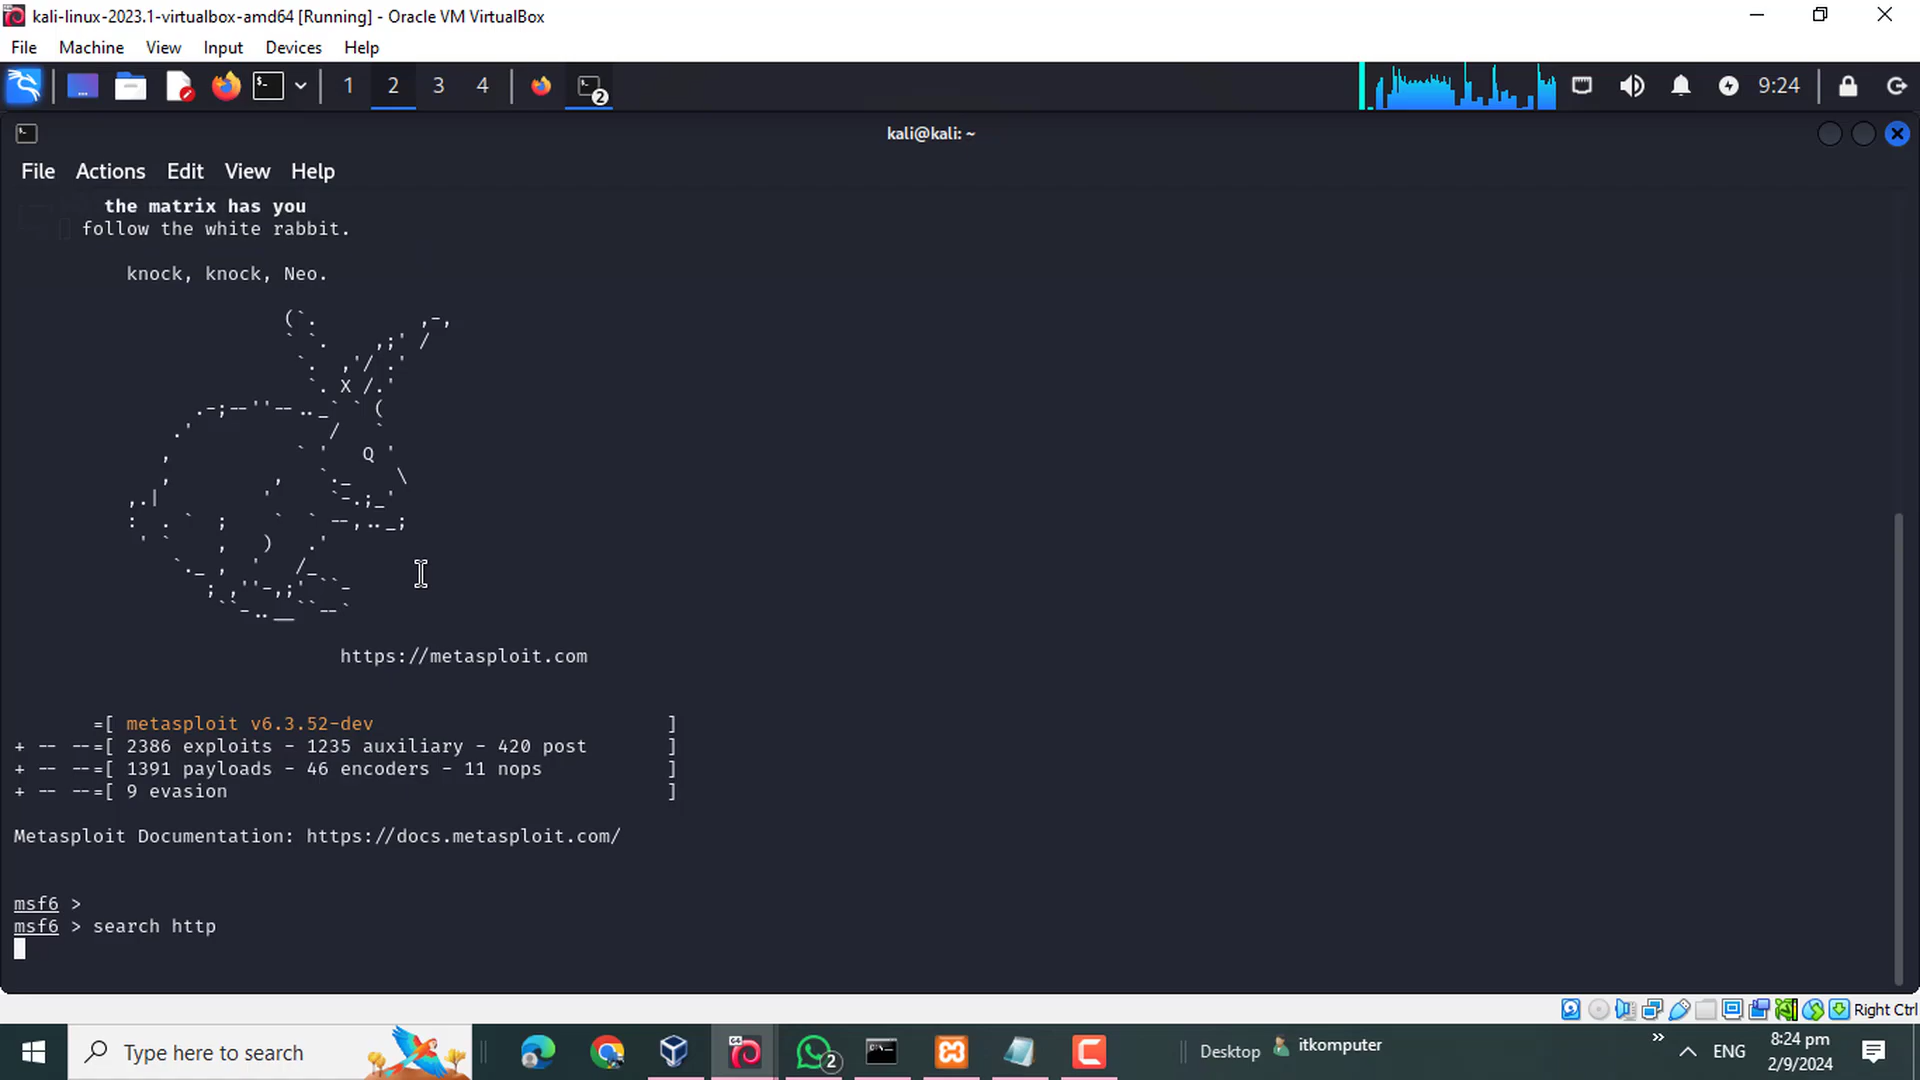 kali-linux-2023.1-virtualbox-amd64 [Running] - Oracle VM VirtualBox
File Machine View Input Devices Help
1 2 3 4 2 9:24
kali@kali: ~
File Actions Edit View Help
the matrix has you
follow the white rabbit.
knock, knock, Neo.
https://metasploit.com
=[ metasploit v6.3.52-dev ]
+ -- --=[ 2386 exploits - 1235 auxiliary - 420 post ]
+ -- --=[ 1391 payloads - 46 encoders - 11 nops ]
+ -- --=[ 9 evasion ]
Metasploit Documentation: https://docs.metasploit.com/
msf6 >
msf6 > search http
Right Ctrl
Type here to search
2
Desktop
itkomputer
ENG
8:24 pm
2/9/2024